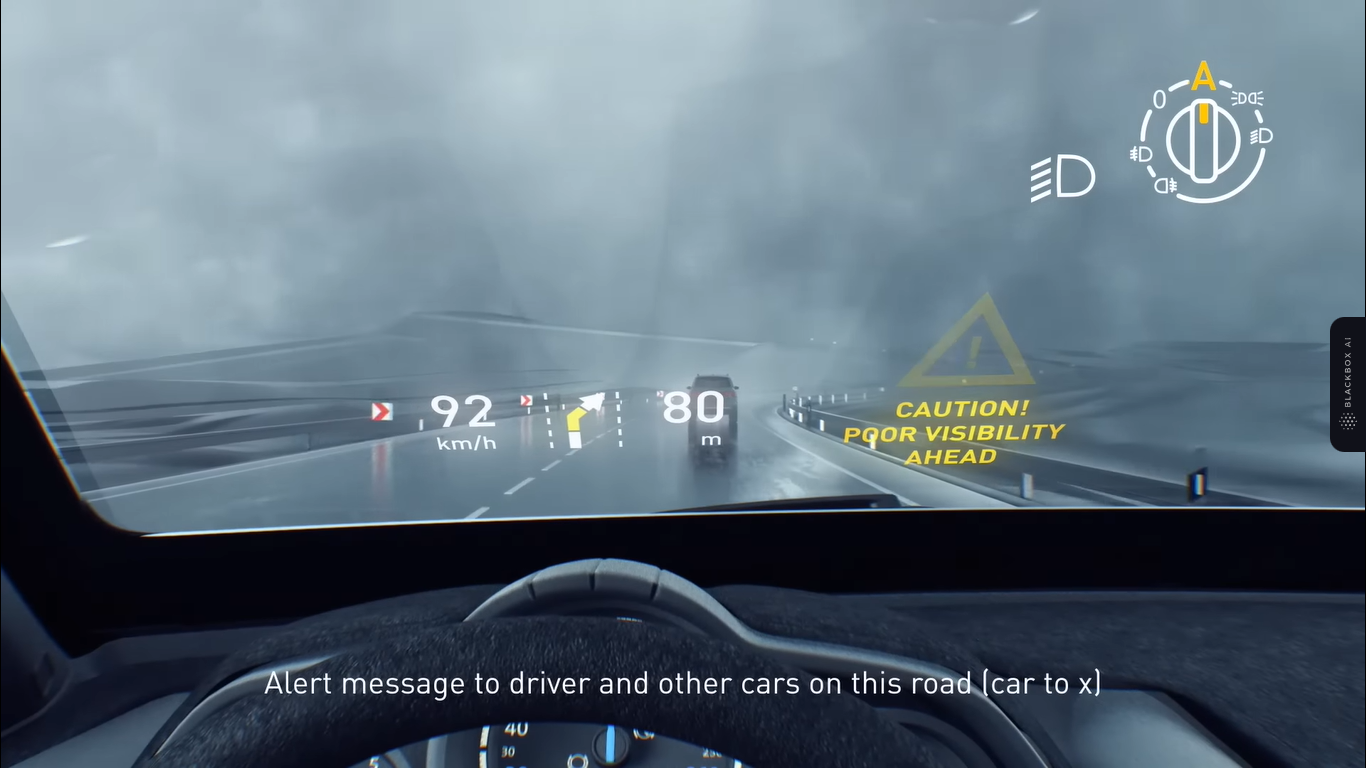 A
0
92
km/h
80
m
CAUTION!
POOR VISIBILITY
AHEAD
BLACKBOX AI
Alert message to driver and other cars on this road (car to x)
40
30